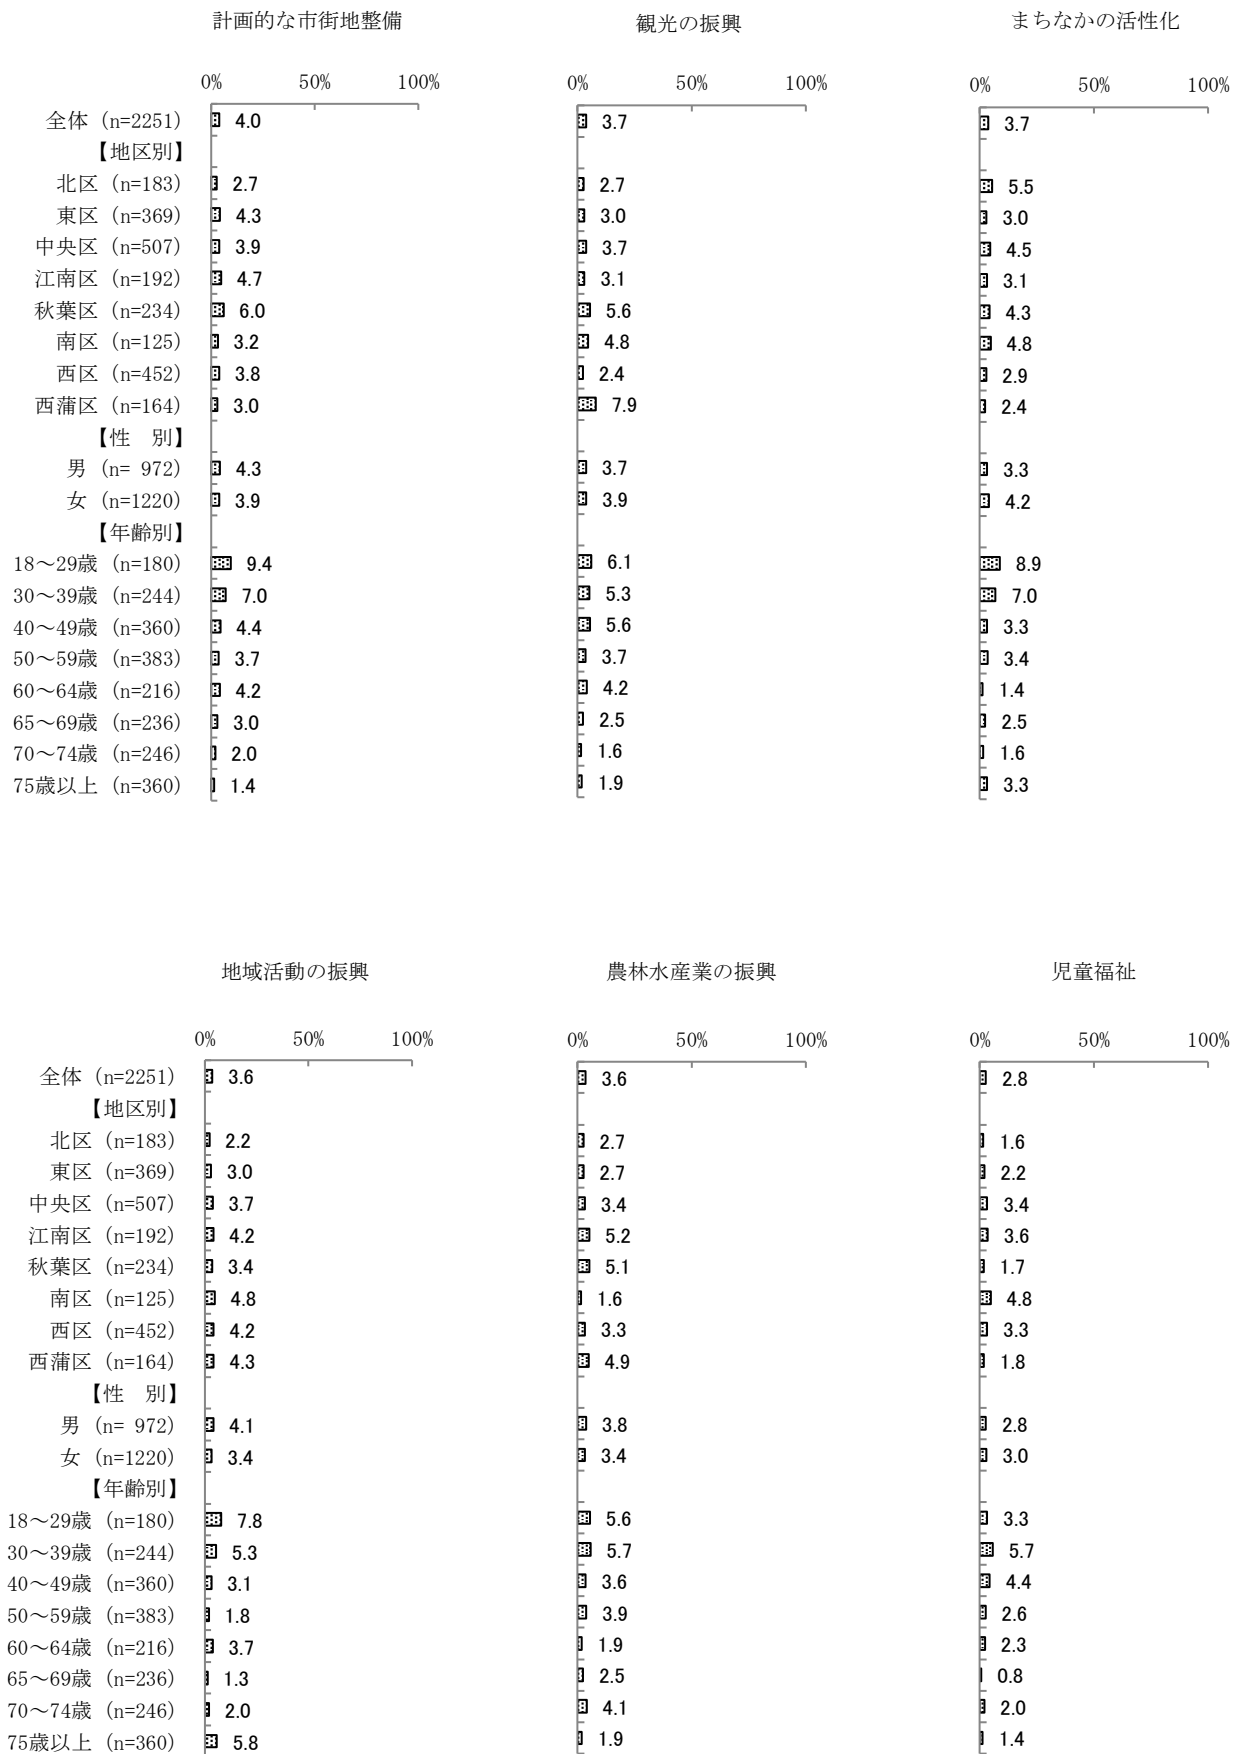 計画的な市街地整備 観光の振興 まちなかの活性化
0% 50% 100% 0% 50% 100% 0% 50% 100%
全体 (n=2251) 4.0 3.7 3.7
【地区別】
北区 (n=183) 2.7 2.7 5.5
東区 (n=369) 4.3 3.0 3.0
中央区 (n=507) 3.9 3.7 4.5
江南区 (n=192) 4.7 3.1 3.1
秋葉区 (n=234) 6.0 5.6 4.3
南区 (n=125) 3.2 4.8 4.8
西区 (n=452) 3.8 2.4 2.9
西蒲区 (n=164) 3.0 7.9 2.4
【性　別】
男 (n= 972) 4.3 3.7 3.3
女 (n=1220) 3.9 3.9 4.2
【年齢別】
18～29歳 (n=180) 9.4 6.1 8.9
30～39歳 (n=244) 7.0 5.3 7.0
40～49歳 (n=360) 4.4 5.6 3.3
50～59歳 (n=383) 3.7 3.7 3.4
60～64歳 (n=216) 4.2 4.2 1.4
65～69歳 (n=236) 3.0 2.5 2.5
70～74歳 (n=246) 2.0 1.6 1.6
75歳以上 (n=360) 1.4 1.9 3.3
地域活動の振興 農林水産業の振興 児童福祉
0% 50% 100% 0% 50% 100% 0% 50% 100%
全体 (n=2251) 3.6 3.6 2.8
【地区別】
北区 (n=183) 2.2 2.7 1.6
東区 (n=369) 3.0 2.7 2.2
中央区 (n=507) 3.7 3.4 3.4
江南区 (n=192) 4.2 5.2 3.6
秋葉区 (n=234) 3.4 5.1 1.7
南区 (n=125) 4.8 1.6 4.8
西区 (n=452) 4.2 3.3 3.3
西蒲区 (n=164) 4.3 4.9 1.8
【性　別】
男 (n= 972) 4.1 3.8 2.8
女 (n=1220) 3.4 3.4 3.0
【年齢別】
18～29歳 (n=180) 7.8 5.6 3.3
30～39歳 (n=244) 5.3 5.7 5.7
40～49歳 (n=360) 3.1 3.6 4.4
50～59歳 (n=383) 1.8 3.9 2.6
60～64歳 (n=216) 3.7 1.9 2.3
65～69歳 (n=236) 1.3 2.5 0.8
70～74歳 (n=246) 2.0 4.1 2.0
75歳以上 (n=360) 5.8 1.9 1.4